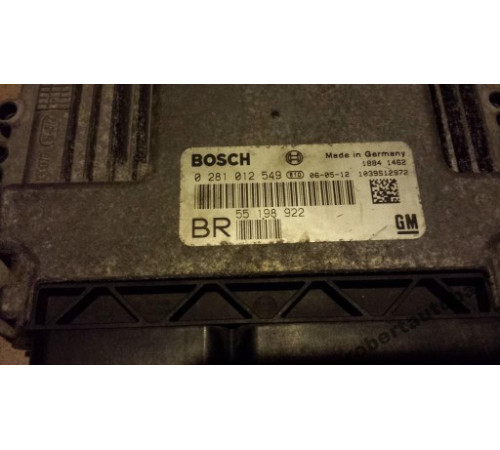 BOSCH
Made in Germany
1884 1462
0 281 012 549 06-05-12 1039S12972
BR 55 198 922
GM